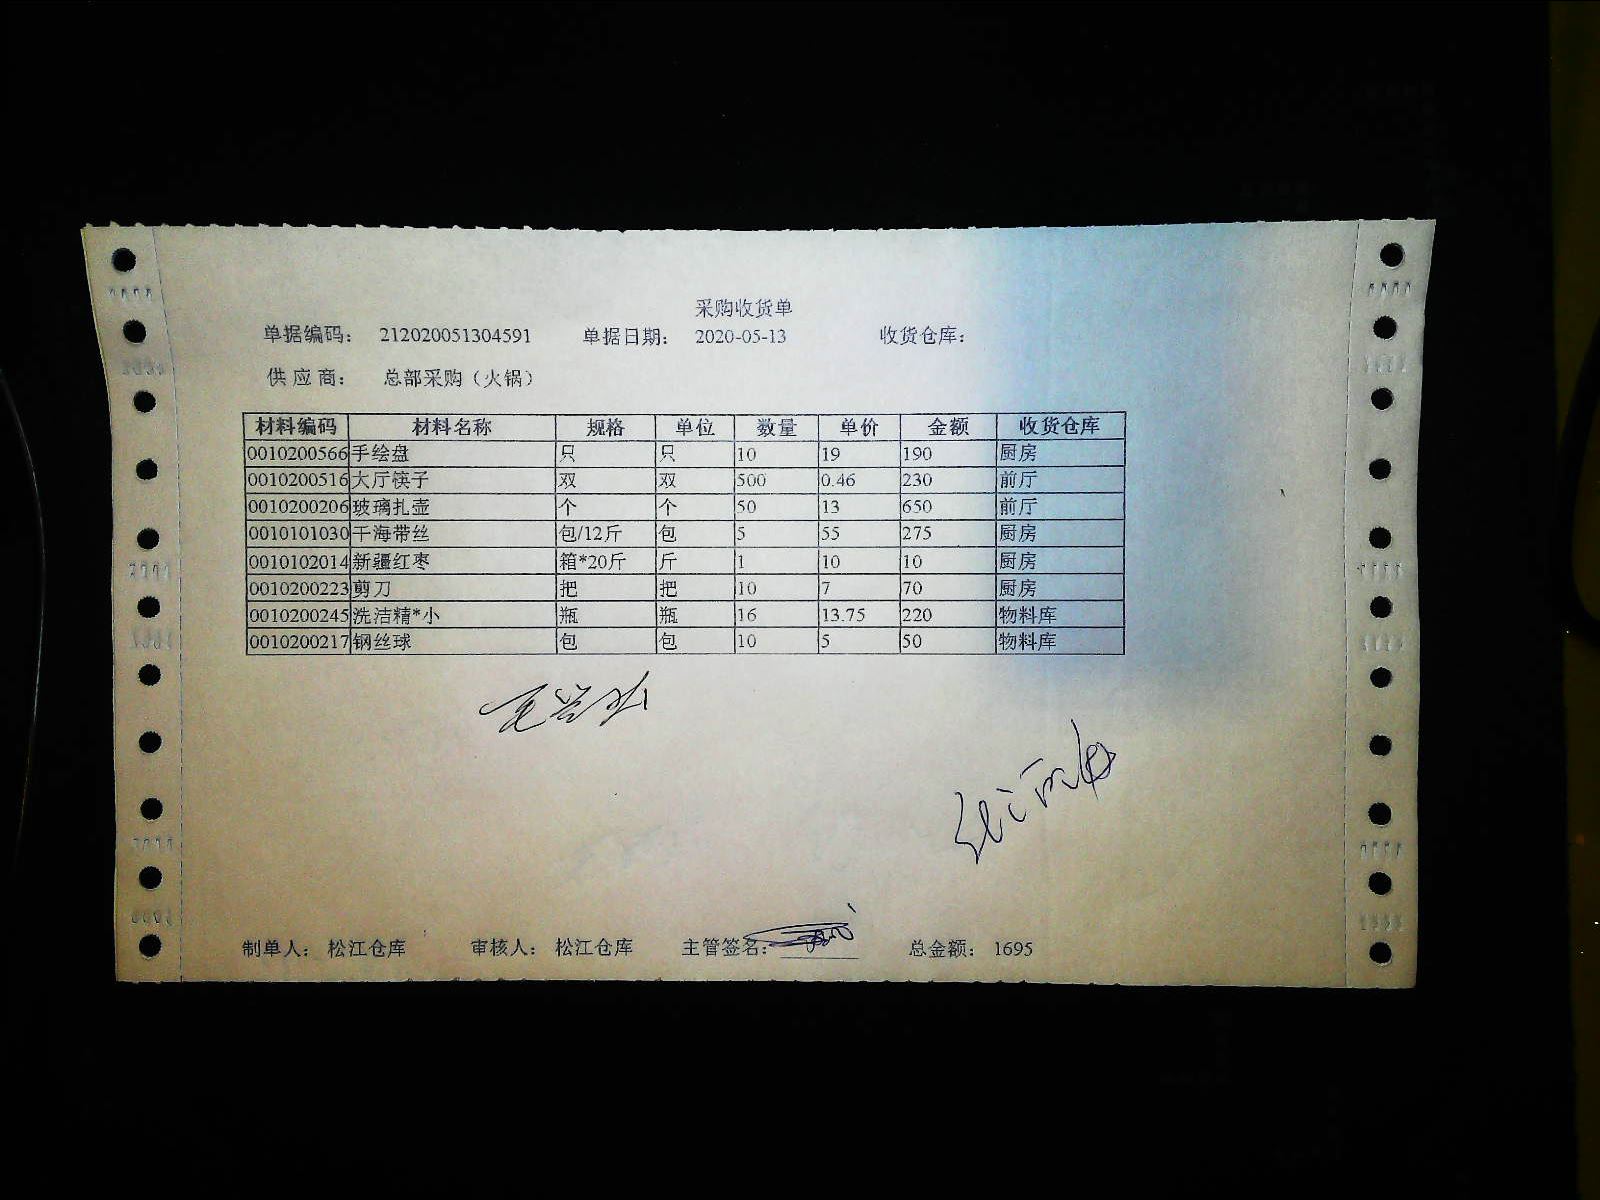 采购收货单
单据编码： 212020051304591 单据日期： 2020-05-13 收货仓库：
供应商： 总部采购（火锅）
材料编码 材料名称 规格 单位 数量 单价 金额 收货仓库
0010200566 手绘盘 只 只 10 19 190 厨房
0010200516 大厅筷子 双 双 500 0.46 230 前厅
0010200206 玻璃扎壶 个 个 50 13 650 前厅
0010101030 干海带丝 包/12斤 包 5 55 275 厨房
0010102014 新疆红枣 箱*20斤 斤 1 10 10 厨房
0010200223 剪刀 把 把 10 7 70 厨房
0010200245 洗洁精*小 瓶 瓶 16 13.75 220 物料库
0010200217 钢丝球 包 包 10 5 50 物料库
制单人： 松江仓库 审核人： 松江仓库 主管签名： 总金额： 1695